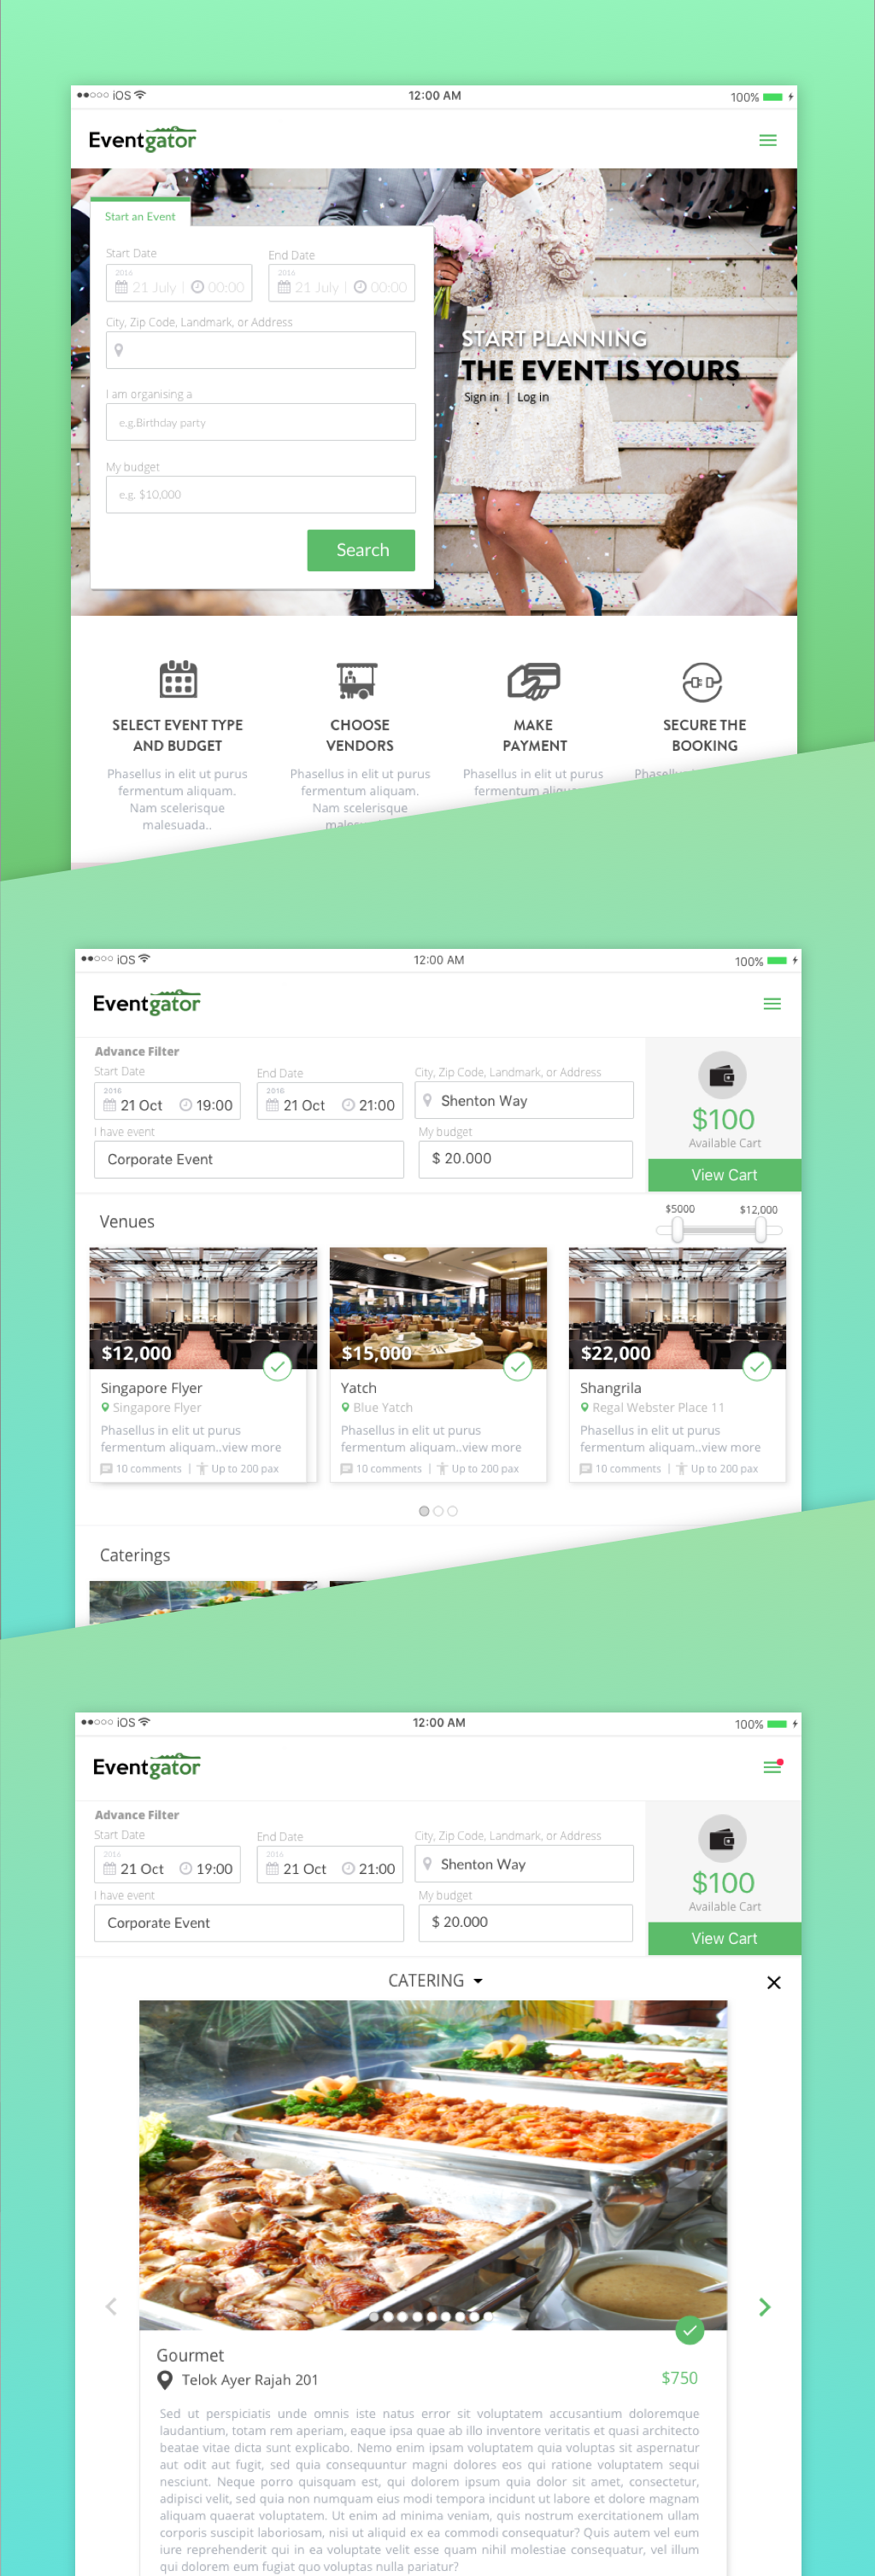 iOS 12:00 AM 100%
Eventgator
Start an Event
Start Date End Date
2016 2016
21 July | 00:00 21 July | 00:00
City, Zip Code, Landmark, or Address
I am organising a
e.g.Birthday party
My budget
e.g. $10,000
Search
START PLANNING
THE EVENT IS YOURS
Sign in | Log in
SELECT EVENT TYPE
AND BUDGET
Phasellus in elit ut purus
fermentum aliquam.
Nam scelerisque
malesuada..
CHOOSE
VENDORS
Phasellus in elit ut purus
fermentum aliquam.
Nam scelerisque
MAKE
PAYMENT
Phasellus in elit ut purus
fermentum
SECURE THE
BOOKING
iOS 12:00 AM 100%
Eventgator
Advance Filter
Start Date End Date City, Zip Code, Landmark, or Address
2016 2016
21 Oct 19:00 21 Oct 21:00 Shenton Way
I have event My budget
Corporate Event $ 20.000
$100
Available Cart
View Cart
Venues
$5000 $12,000
$12,000
Singapore Flyer
Singapore Flyer
Phasellus in elit ut purus
fermentum aliquam..view more
10 comments | Up to 200 pax
$15,000
Yatch
Blue Yatch
Phasellus in elit ut purus
fermentum aliquam..view more
10 comments | Up to 200 pax
$22,000
Shangrila
Regal Webster Place 11
Phasellus in elit ut purus
fermentum aliquam..view more
10 comments | Up to 200 pax
Caterings
iOS 12:00 AM 100%
Eventgator
Advance Filter
Start Date End Date City, Zip Code, Landmark, or Address
2016 2016
21 Oct 19:00 21 Oct 21:00 Shenton Way
I have event My budget
Corporate Event $ 20.000
$100
Available Cart
View Cart
CATERING
Gourmet
Telok Ayer Rajah 201 $750
Sed ut perspiciatis unde omnis iste natus error sit voluptatem accusantium doloremque
laudantium, totam rem aperiam, eaque ipsa quae ab illo inventore veritatis et quasi architecto
beatae vitae dicta sunt explicabo. Nemo enim ipsam voluptatem quia voluptas sit aspernatur
aut odit aut fugit, sed quia consequuntur magni dolores eos qui ratione voluptatem sequi
nesciunt. Neque porro quisquam est, qui dolorem ipsum quia dolor sit amet, consectetur,
adipisci velit, sed quia non numquam eius modi tempora incidunt ut labore et dolore magnam
aliquam quaerat voluptatem. Ut enim ad minima veniam, quis nostrum exercitationem ullam
corporis suscipit laboriosam, nisi ut aliquid ex ea commodi consequatur? Quis autem vel eum
iure reprehenderit qui in ea voluptate velit esse quam nihil molestiae consequatur, vel illum
qui dolorem eum fugiat quo voluptas nulla pariatur?